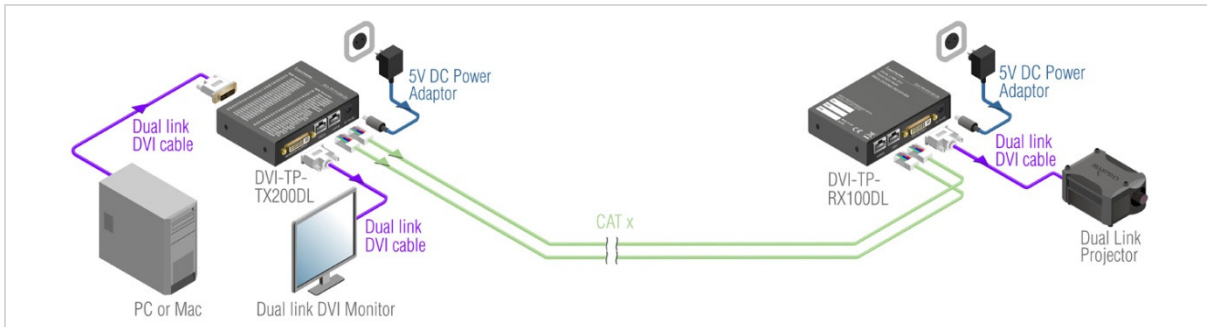 5V DC Power
Adaptor
Dual link
DVI cable
DVI-TP-
TX200DL
Dual link
DVI cable
PC or Mac
Dual link DVI Monitor
CAT x
5V DC Power
Adaptor
Dual link
DVI cable
DVI-TP-
RX100DL
Dual Link
Projector